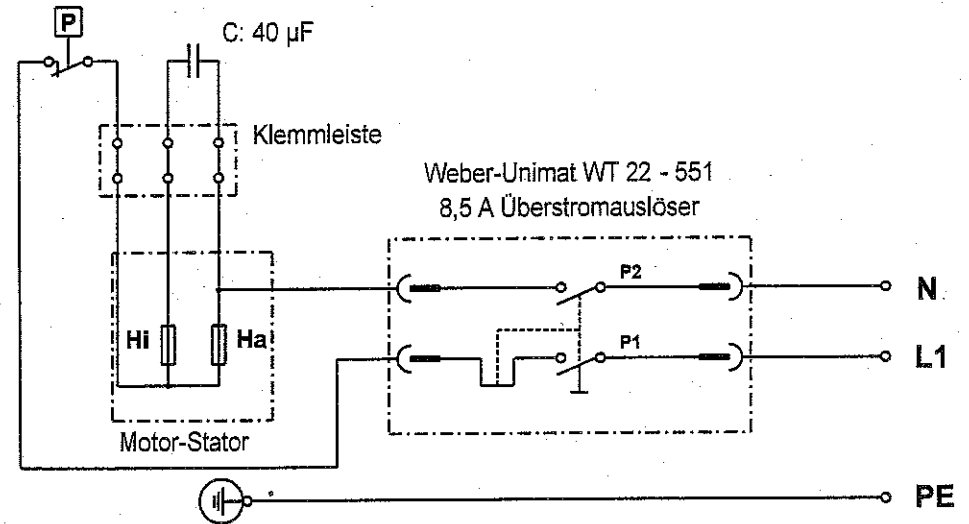 P
C: 40 µF
Klemmleiste
Weber-Unimat WT 22 - 551
8,5 A Überstromauslöser
P2
N
Hi
Ha
P1
L1
Motor-Stator
PE